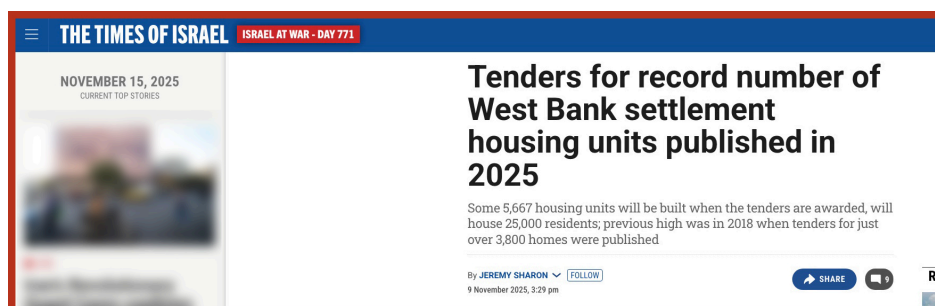 THE TIMES OF ISRAEL ISRAEL AT WAR - DAY 771
NOVEMBER 15, 2025
CURRENT TOP STORIES
Tenders for record number of
West Bank settlement
housing units published in
2025
Some 5,667 housing units will be built when the tenders are awarded, will
house 25,000 residents; previous high was in 2018 when tenders for just
over 3,800 homes were published
By JEREMY SHARON FOLLOW
9 November 2025, 3:29 pm
SHARE 9
R